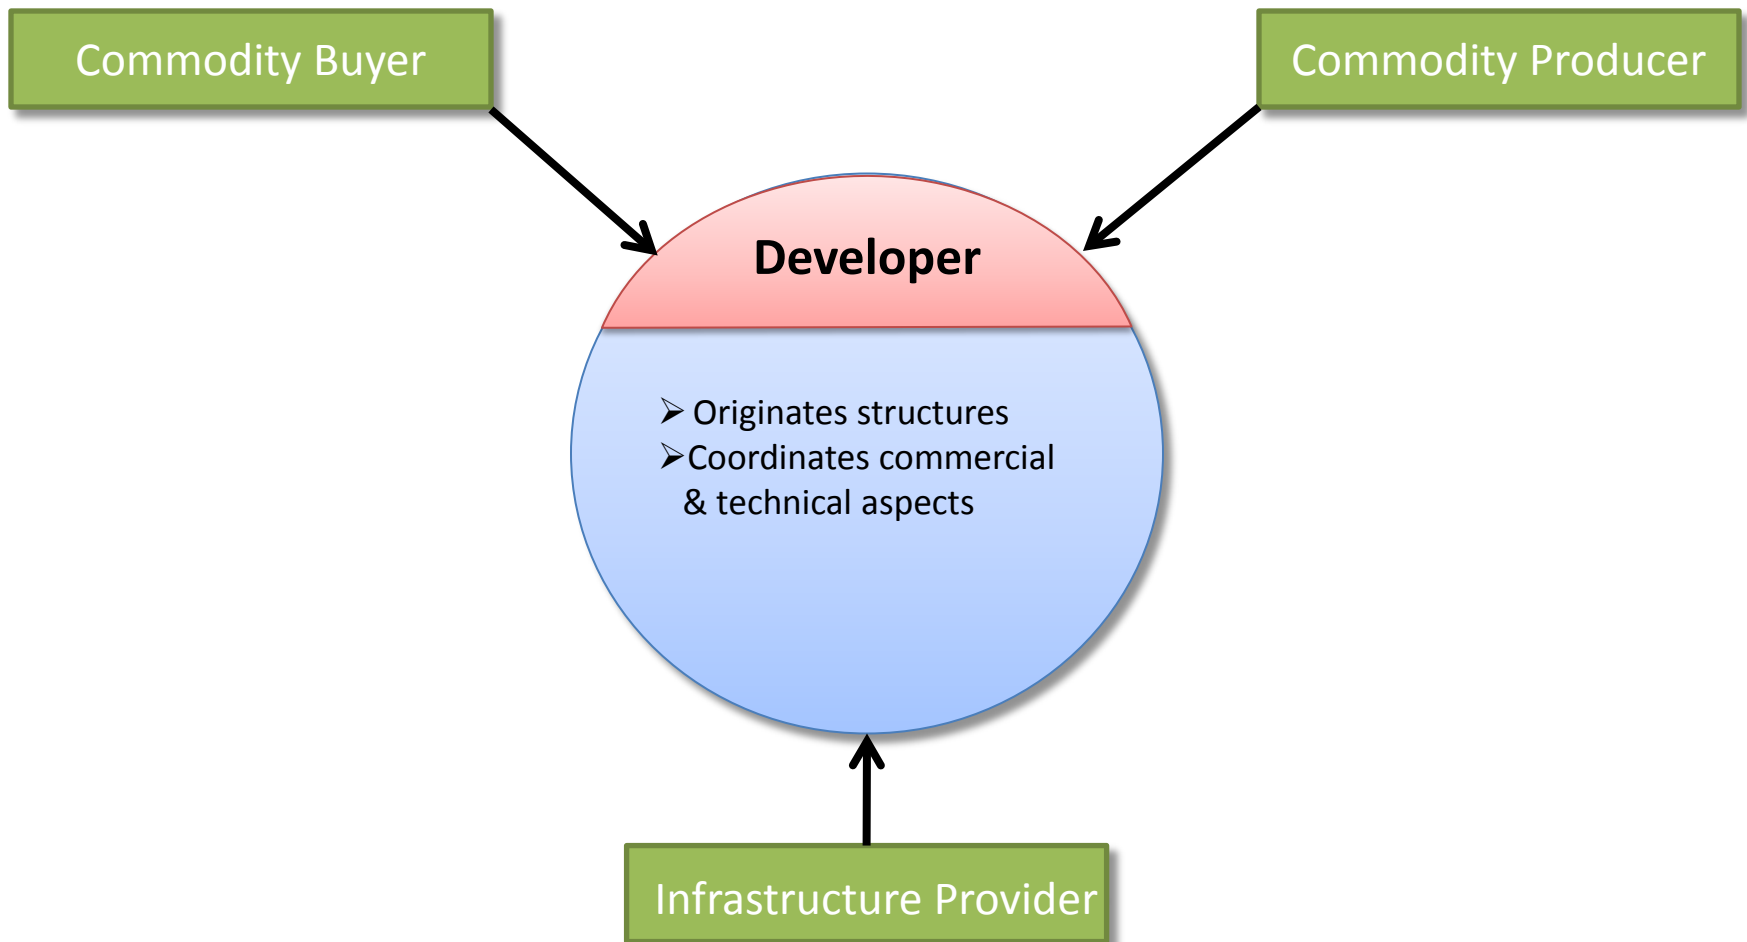 Commodity Buyer
Commodity Producer
Developer
➢ Originates structures
➢Coordinates commercial
& technical aspects
Infrastructure Provider